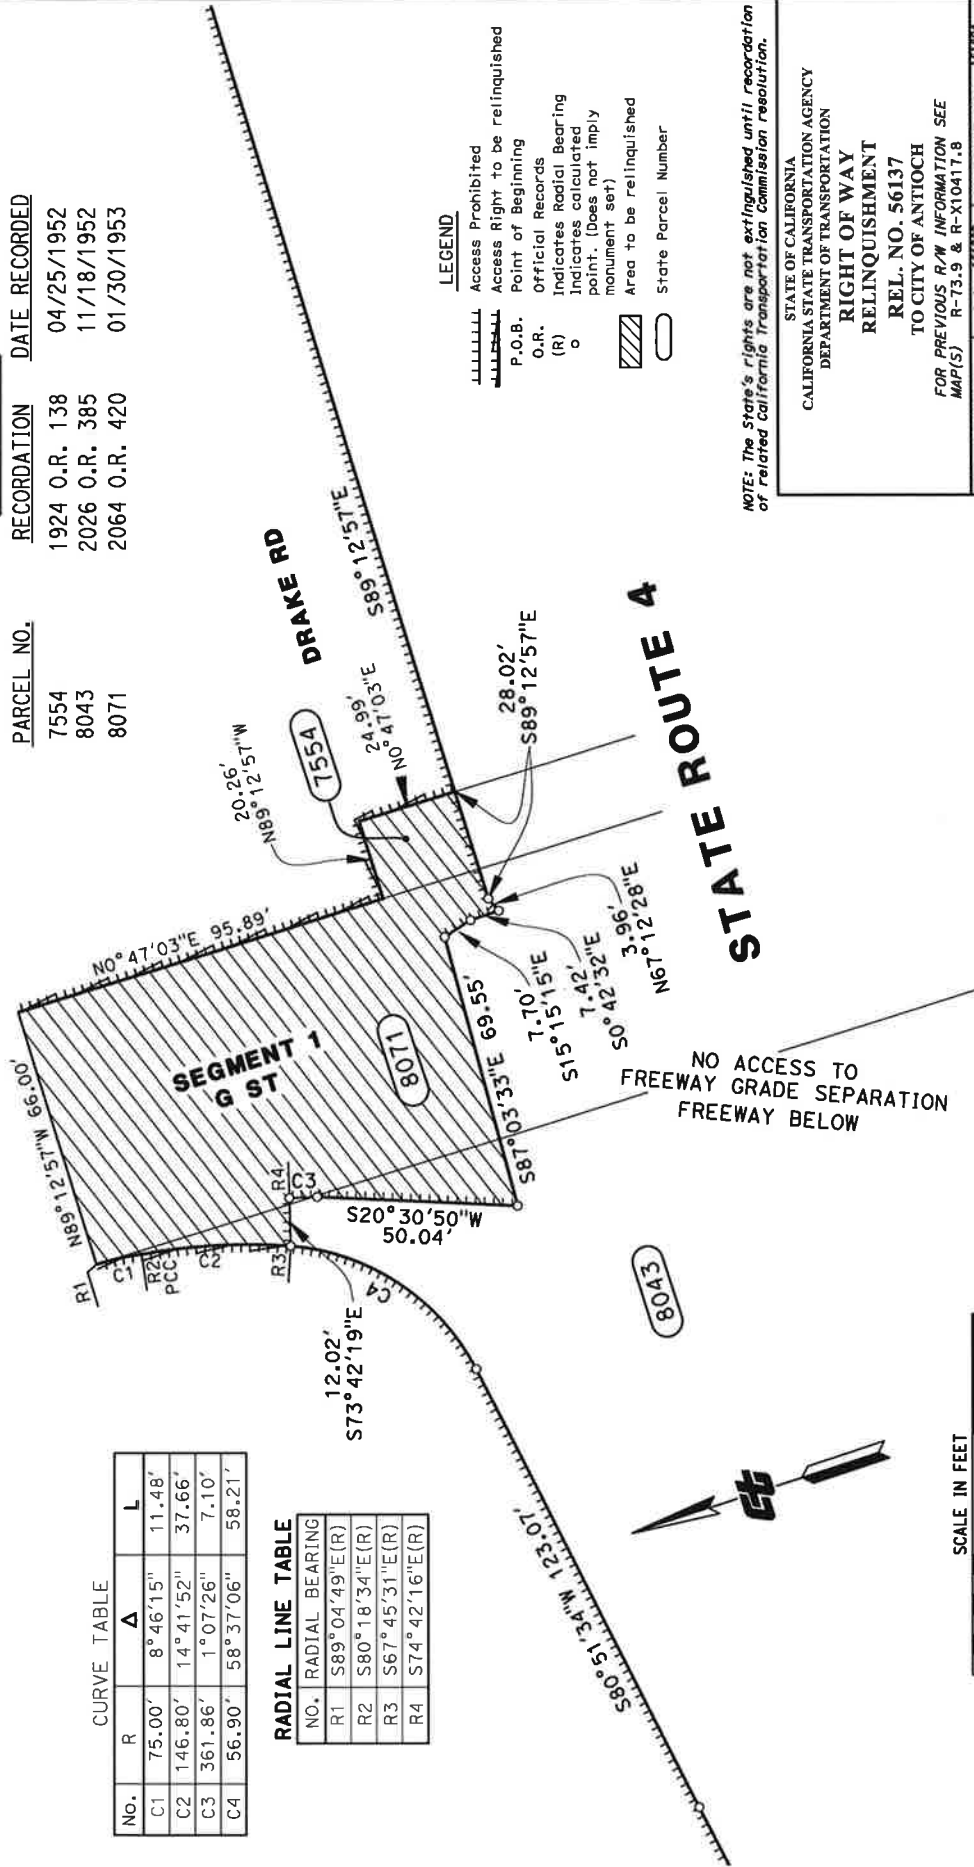 PARCEL NO. RECORDATION DATE RECORDED
7554 1924 O.R. 138 04/25/1952
8043 2026 O.R. 385 11/18/1952
8071 2064 O.R. 420 01/30/1953
CURVE TABLE
No. R Δ L
C1 75.00' 8°46'15" 11.48'
C2 146.80' 14°41'52" 37.66'
C3 361.86' 1°07'26" 7.10'
C4 56.90' 58°37'06" 58.21'
RADIAL LINE TABLE
NO. RADIAL BEARING
R1 S89°04'49"E(R)
R2 S80°18'34"E(R)
R3 S67°45'31"E(R)
R4 S74°42'16"E(R)
N89°12'57"W 66.00'
N0°47'03"E 95.89'
20.26'
N89°12'57"W
7554
24.99'
N0°47'03"E
DRAKE RD
S89°12'57"E
R1
C1
R2
PCC
C2
R3
R4
C3
C4
SEGMENT 1
G ST
8071
12.02'
S73°42'19"E
S20°30'50"W
50.04'
S87°03'33"E 69.55'
7.70'
S15°15'15"E
7.42'
S0°42'32"E
3.96'
N67°12'28"E
28.02'
S89°12'57"E
STATE ROUTE 4
NO ACCESS TO
FREEWAY GRADE SEPARATION
FREEWAY BELOW
8043
S80°51'34"W 123.07'
ct
LEGEND
Access Prohibited
Access Right to be relinquished
P.O.B. Point of Beginning
O.R. Official Records
(R) Indicates Radial Bearing
o Indicates calculated
point. (Does not imply
monument set)
Area to be relinquished
State Parcel Number
NOTE: The State's rights are not extinguished until recordation
of related California Transportation Commission resolution.
STATE OF CALIFORNIA
CALIFORNIA STATE TRANSPORTATION AGENCY
DEPARTMENT OF TRANSPORTATION
RIGHT OF WAY
RELINQUISHMENT
REL. NO. 56137
TO CITY OF ANTIOCH
FOR PREVIOUS R/W INFORMATION SEE
MAP(S) R-73.9 & R-X10417.8
SCALE IN FEET